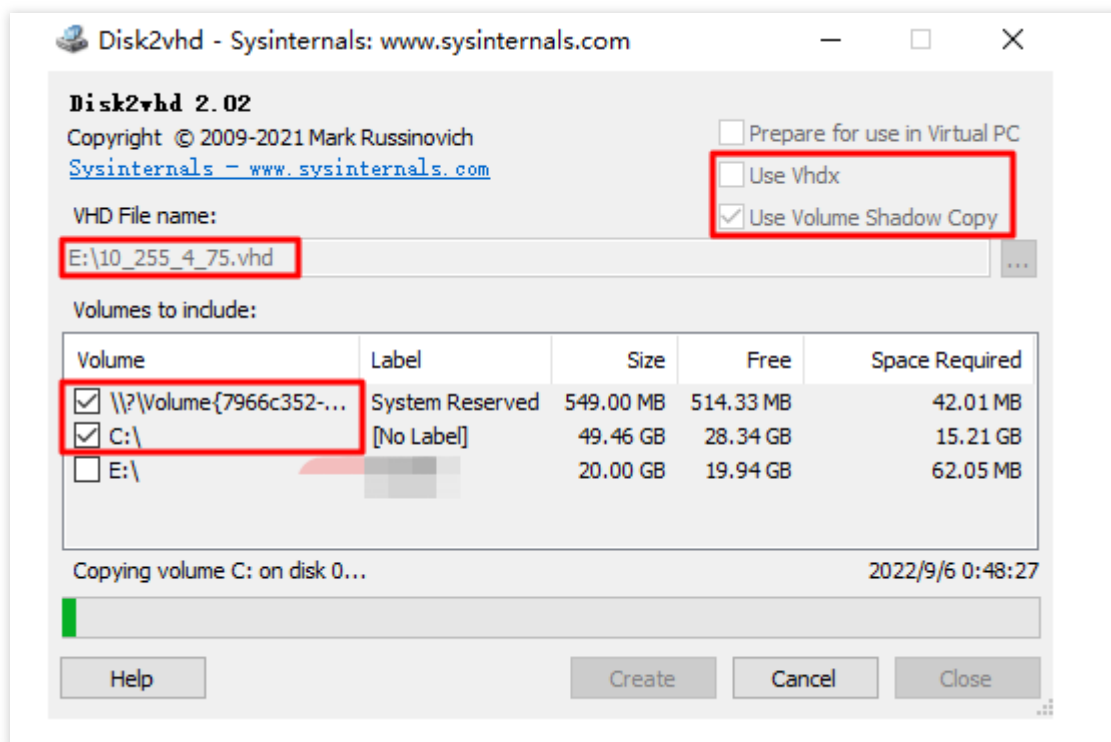 Disk2vhd - Sysinternals: www.sysinternals.com
Disk2vhd 2.02
Copyright © 2009-2021 Mark Russinovich
Sysinternals - www.sysinternals.com
Prepare for use in Virtual PC
Use Vhdx
Use Volume Shadow Copy
VHD File name:
E:\10_255_4_75.vhd
...
Volumes to include:
Volume Label Size Free Space Required
\\?\Volume{7966c352-... System Reserved 549.00 MB 514.33 MB 42.01 MB
C:\ [No Label] 49.46 GB 28.34 GB 15.21 GB
E:\ 20.00 GB 19.94 GB 62.05 MB
Copying volume C: on disk 0... 2022/9/6 0:48:27
Help Create Cancel Close